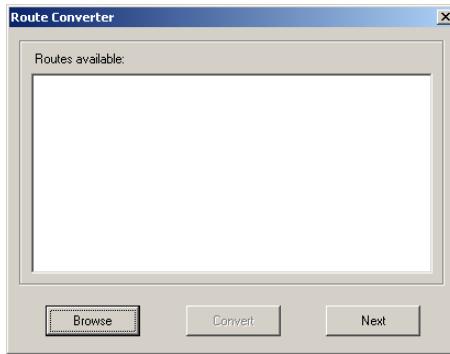 Route Converter
Routes available:
Browse
Convert
Next